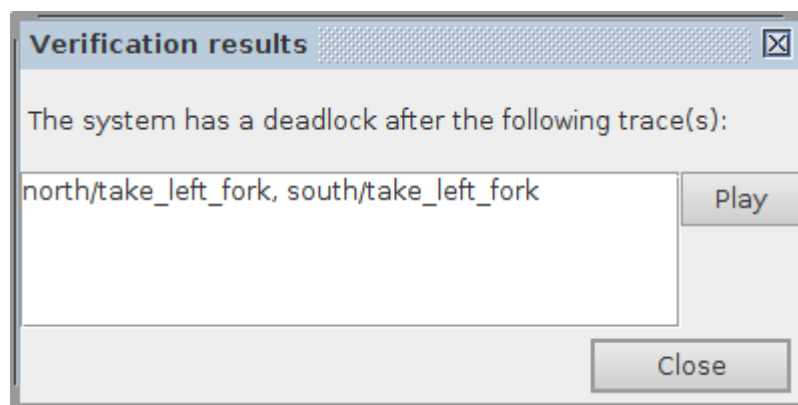 Verification results
The system has a deadlock after the following trace(s):
north/take_left_fork, south/take_left_fork
Play
Close